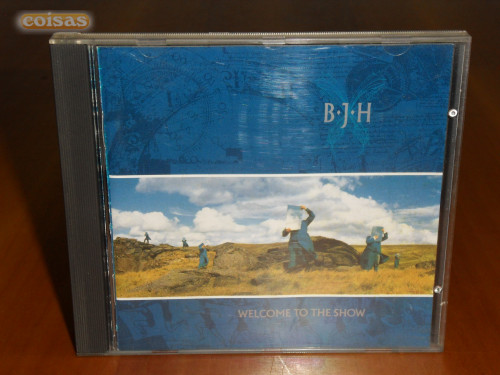 coisas
B·J·H
WELCOME TO THE SHOW